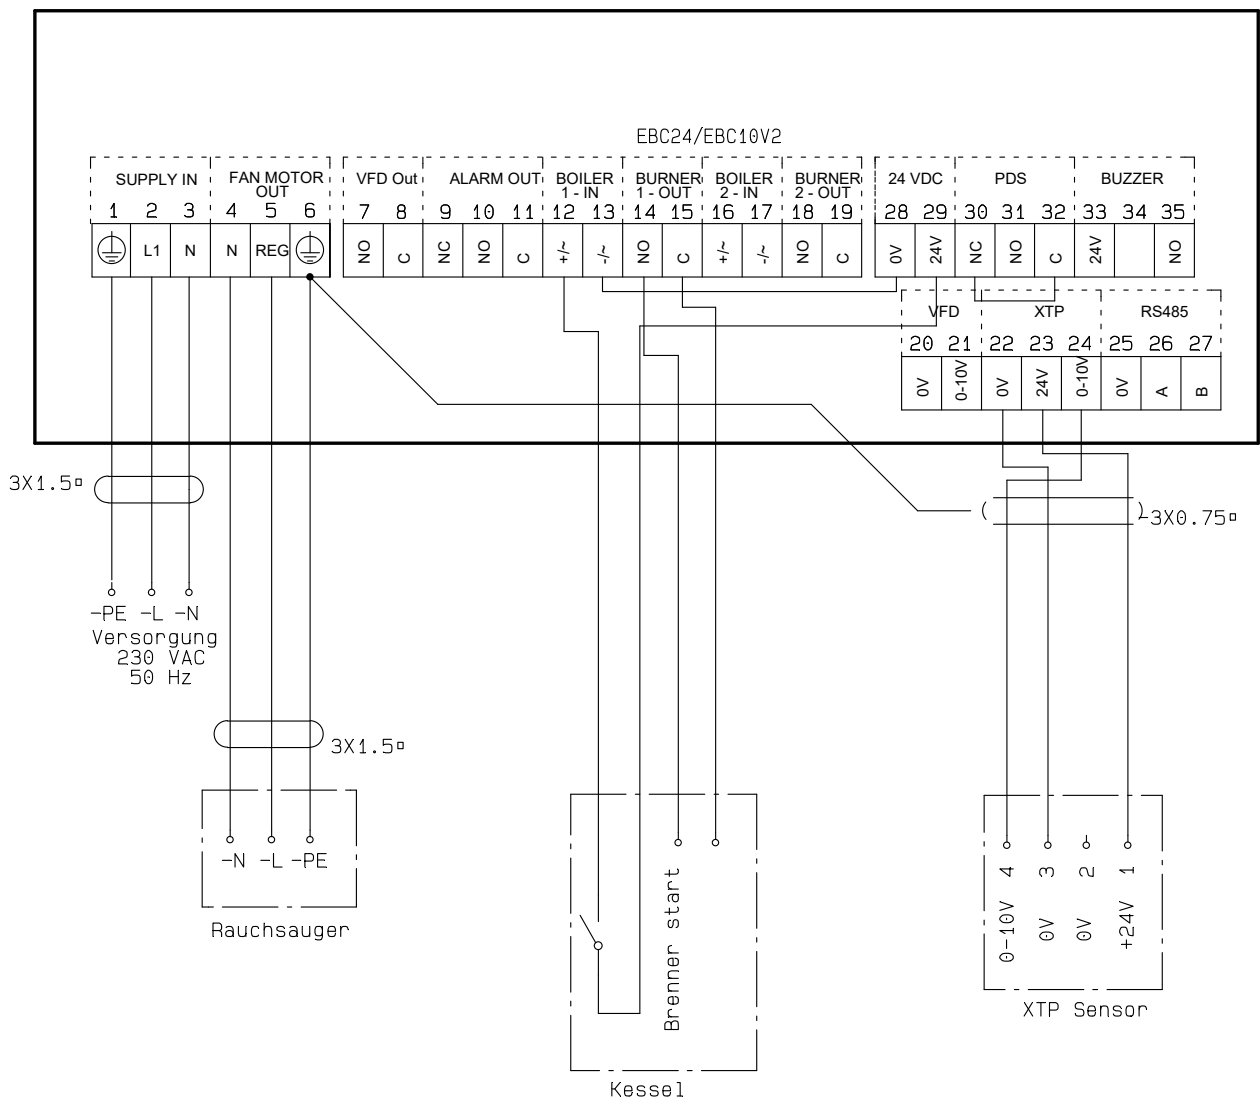 EBC24/EBC10V2
SUPPLY IN
FAN MOTOR
OUT
VFD Out
ALARM OUT
BOILER
1 - IN
BURNER
1 - OUT
BOILER
2 - IN
BURNER
2 - OUT
24 VDC
PDS
BUZZER
1 2 3 4 5 6 7 8 9 10 11 12 13 14 15 16 17 18 19 28 29 30 31 32 33 34 35
L1 N N REG NO C NC NO C +/~ -/~ NO C +/~ -/~ NO C 0V 24V NC NO C 24V NO
VFD XTP RS485
20 21 22 23 24 25 26 27
0V 0-10V 0V 24V 0-10V 0V A B
3X1.5▫
-3X0.75▫
-PE -L -N
Versorgung
230 VAC
50 Hz
3X1.5▫
-N -L -PE
Rauchsauger
Brenner start
Kessel
4 3 2 1
0-10V 0V 0V +24V
XTP Sensor